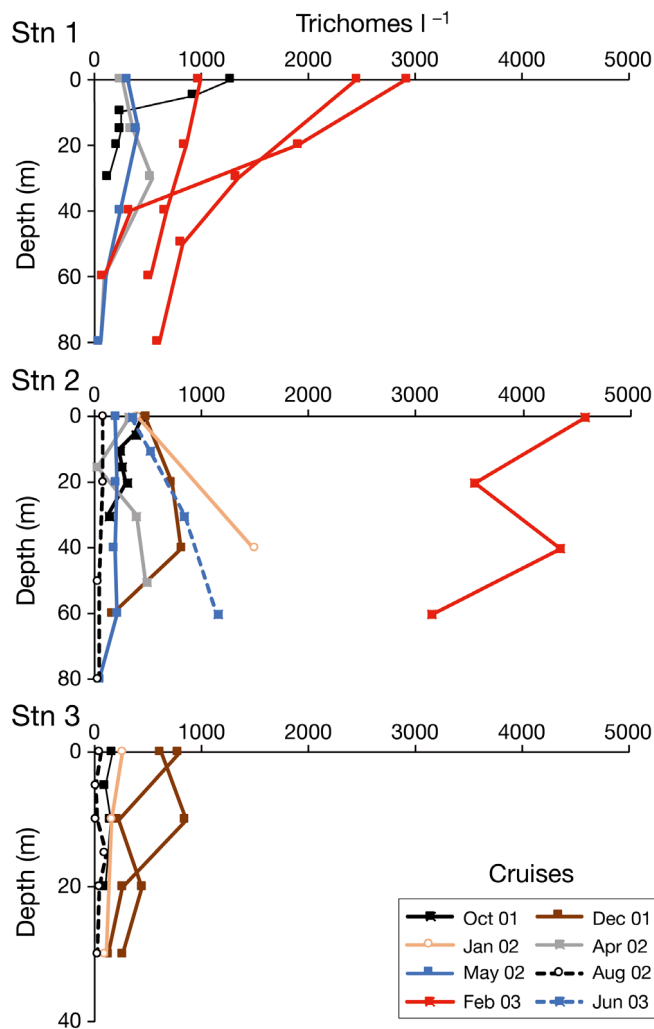 Trichomes l ⁻¹
Stn 1
0 1000 2000 3000 4000 5000
0
20
40
60
80
Depth (m)
Stn 2
0 1000 2000 3000 4000 5000
0
20
40
60
80
Depth (m)
Stn 3
0 1000 2000 3000 4000 5000
0
20
40
Depth (m)
Cruises
Oct 01 Dec 01
Jan 02 Apr 02
May 02 Aug 02
Feb 03 Jun 03